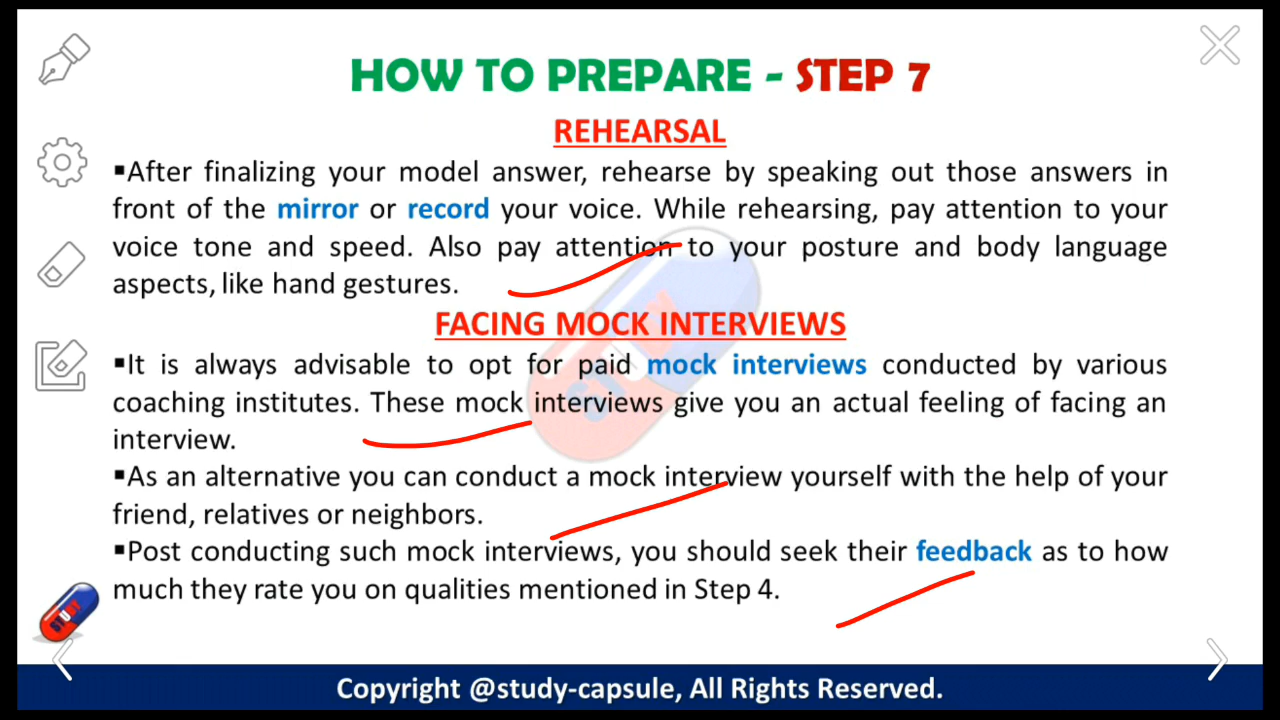 HOW TO PREPARE - STEP 7
REHEARSAL
▪After finalizing your model answer, rehearse by speaking out those answers in
front of the mirror or record your voice. While rehearsing, pay attention to your
voice tone and speed. Also pay attention to your posture and body language
aspects, like hand gestures.
FACING MOCK INTERVIEWS
▪It is always advisable to opt for paid mock interviews conducted by various
coaching institutes. These mock interviews give you an actual feeling of facing an
interview.
▪As an alternative you can conduct a mock interview yourself with the help of your
friend, relatives or neighbors.
▪Post conducting such mock interviews, you should seek their feedback as to how
much they rate you on qualities mentioned in Step 4.
STUDY
Copyright @study-capsule, All Rights Reserved.